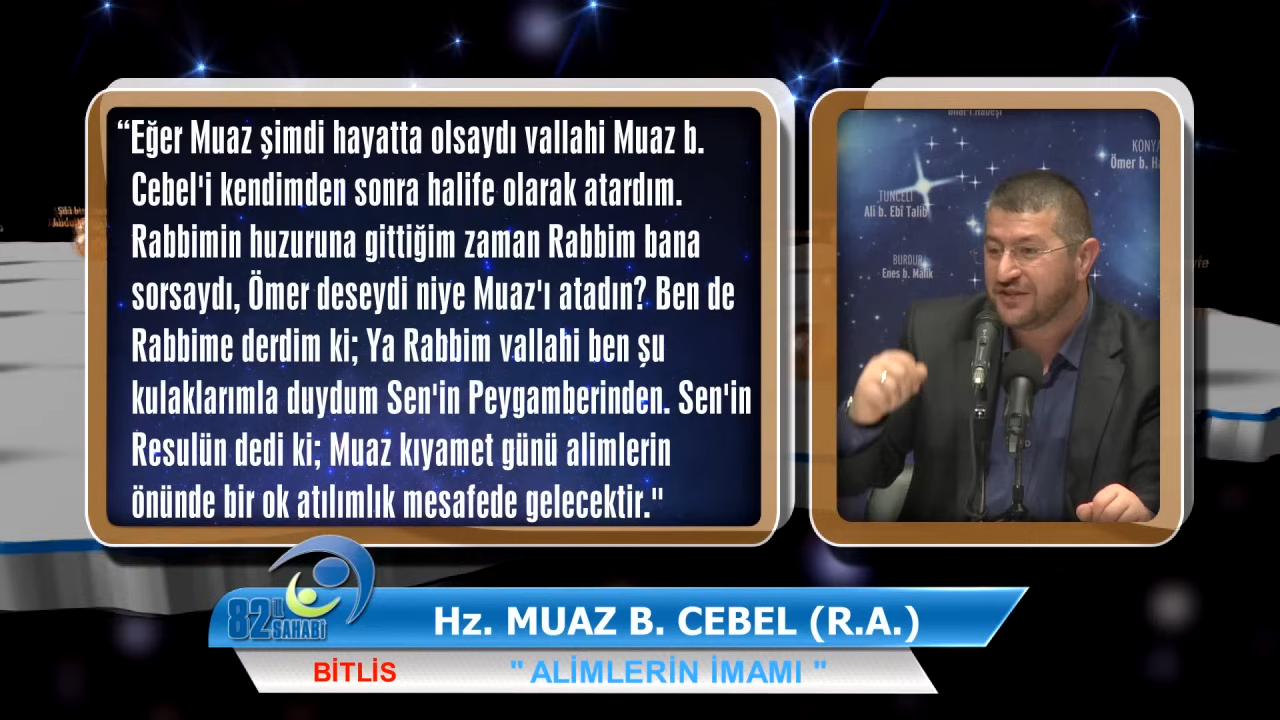 “Eğer Muaz şimdi hayatta olsaydı vallahi Muaz b.
Cebel'i kendimden sonra halife olarak atardım.
Rabbimin huzuruna gittiğim zaman Rabbim bana
sorsaydı, Ömer deseydi niye Muaz'ı atadın? Ben de
Rabbime derdim ki; Ya Rabbim vallahi ben şu
kulaklarımla duydum Sen'in Peygamberinden. Sen'in
Resulün dedi ki; Muaz kıyamet günü alimlerin
önünde bir ok atılımlık mesafede gelecektir."
KONYA
Ömer b.
TUNCELİ
Ali b. Ebî Talib
BURDUR
Enes b. Mâlik
82 İL
SAHABİ
Hz. MUAZ B. CEBEL (R.A.)
BİTLİS
" ALİMLERİN İMAMI "